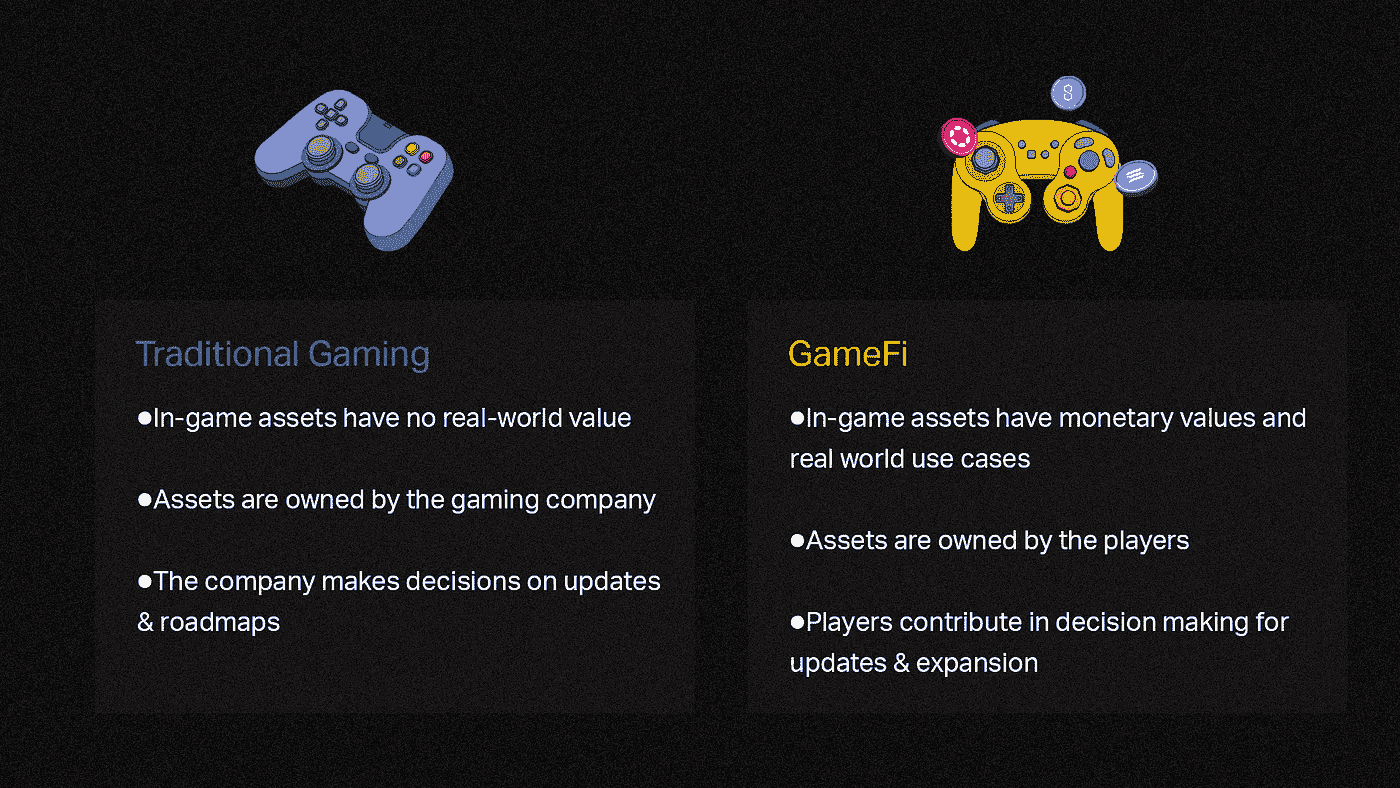 Traditional Gaming
●In-game assets have no real-world value
●Assets are owned by the gaming company
●The company makes decisions on updates
& roadmaps
GameFi
●In-game assets have monetary values and
real world use cases
●Assets are owned by the players
●Players contribute in decision making for
updates & expansion